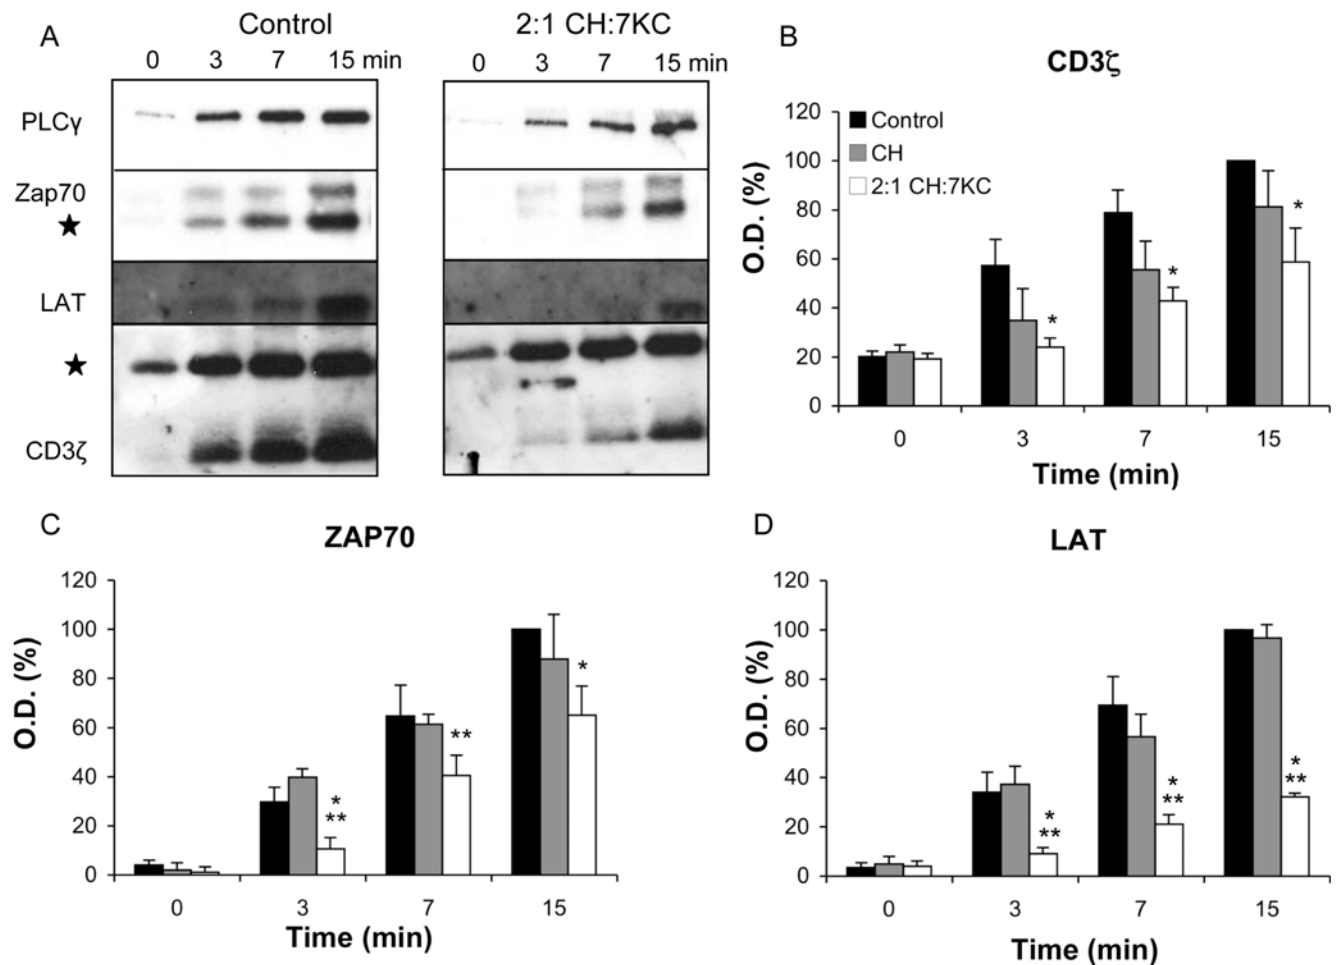 A
Control
2:1 CH:7KC
0 3 7 15 min
0 3 7 15 min
PLCγ
Zap70
★
LAT
★
CD3ζ
B
CD3ζ
Control
CH
2:1 CH:7KC
O.D. (%)
120
100
80
60
40
20
0
*
*
*
0 3 7 15
Time (min)
C
ZAP70
O.D. (%)
120
100
80
60
40
20
0
*
**
**
*
0 3 7 15
Time (min)
D
LAT
O.D. (%)
120
100
80
60
40
20
0
*
**
*
**
*
**
0 3 7 15
Time (min)